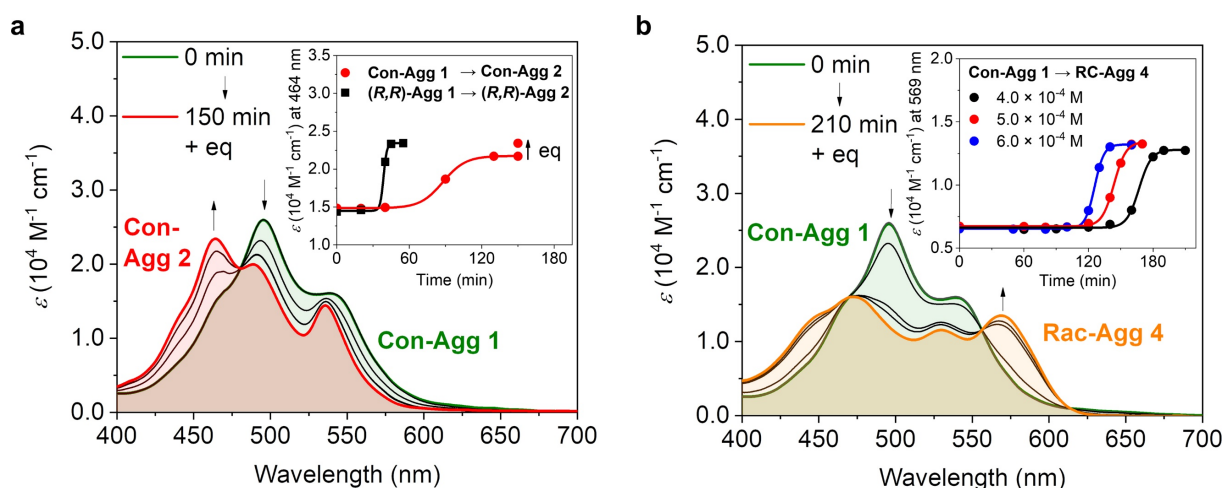 a
5.0
4.0
3.0
2.0
1.0
0.0
ε (10⁴ M⁻¹ cm⁻¹)
400 450 500 550 600 650 700
Wavelength (nm)
0 min
150 min
+ eq
Con-
Agg 2
Con-Agg 1
3.5
3.0
2.5
2.0
1.5
1.0
ε (10⁴ M⁻¹ cm⁻¹) at 464 nm
0 60 120 180
Time (min)
Con-Agg 1 → Con-Agg 2
(R,R)-Agg 1 → (R,R)-Agg 2
eq
b
5.0
4.0
3.0
2.0
1.0
0.0
ε (10⁴ M⁻¹ cm⁻¹)
400 450 500 550 600 650 700
Wavelength (nm)
0 min
210 min
+ eq
Con-Agg 1
Rac-Agg 4
2.0
1.5
1.0
0.5
ε (10⁴ M⁻¹ cm⁻¹) at 569 nm
0 60 120 180
Time (min)
Con-Agg 1 → RC-Agg 4
4.0 × 10⁻⁴ M
5.0 × 10⁻⁴ M
6.0 × 10⁻⁴ M